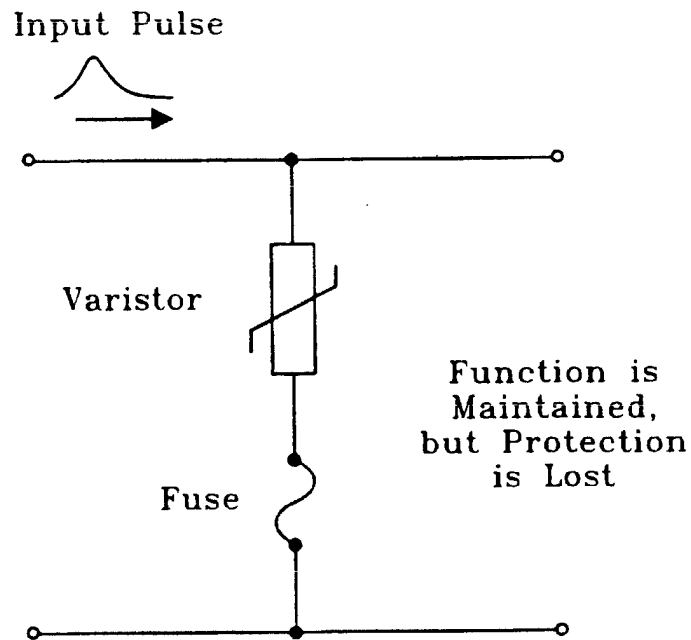 Input Pulse
Varistor
Function is
Maintained,
but Protection
is Lost
Fuse